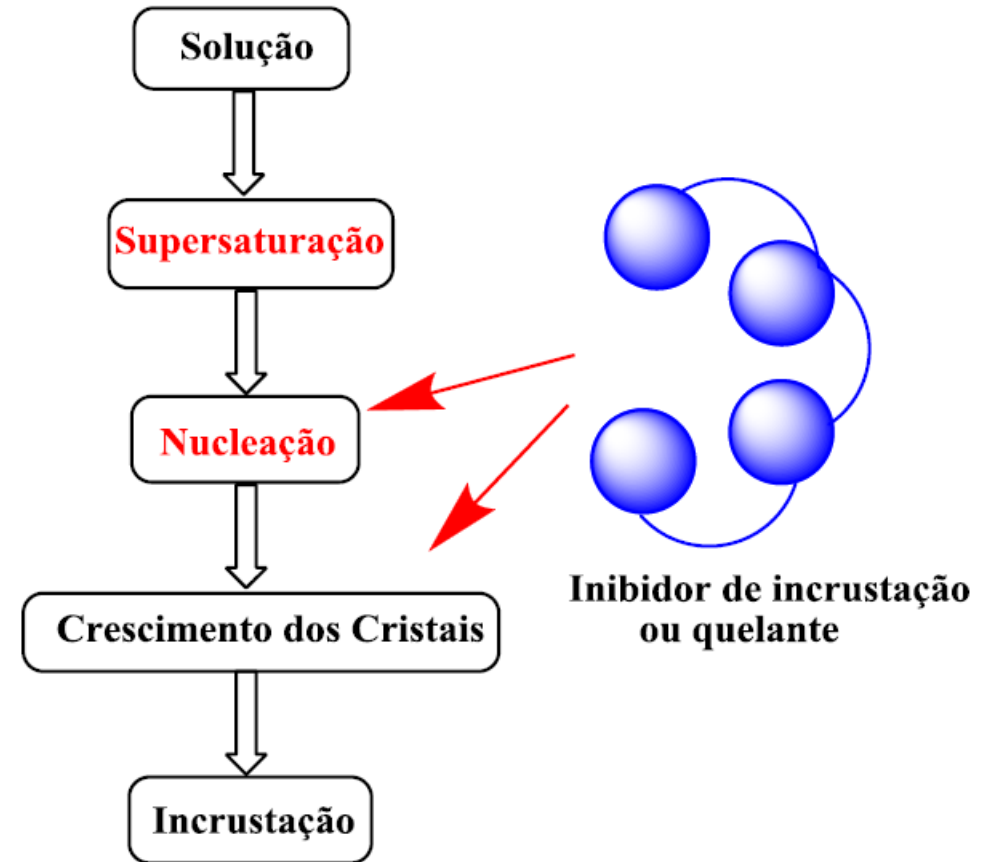 Solução
Supersaturação
Nucleação
Crescimento dos Cristais
Incrustação
Inibidor de incrustação
ou quelante